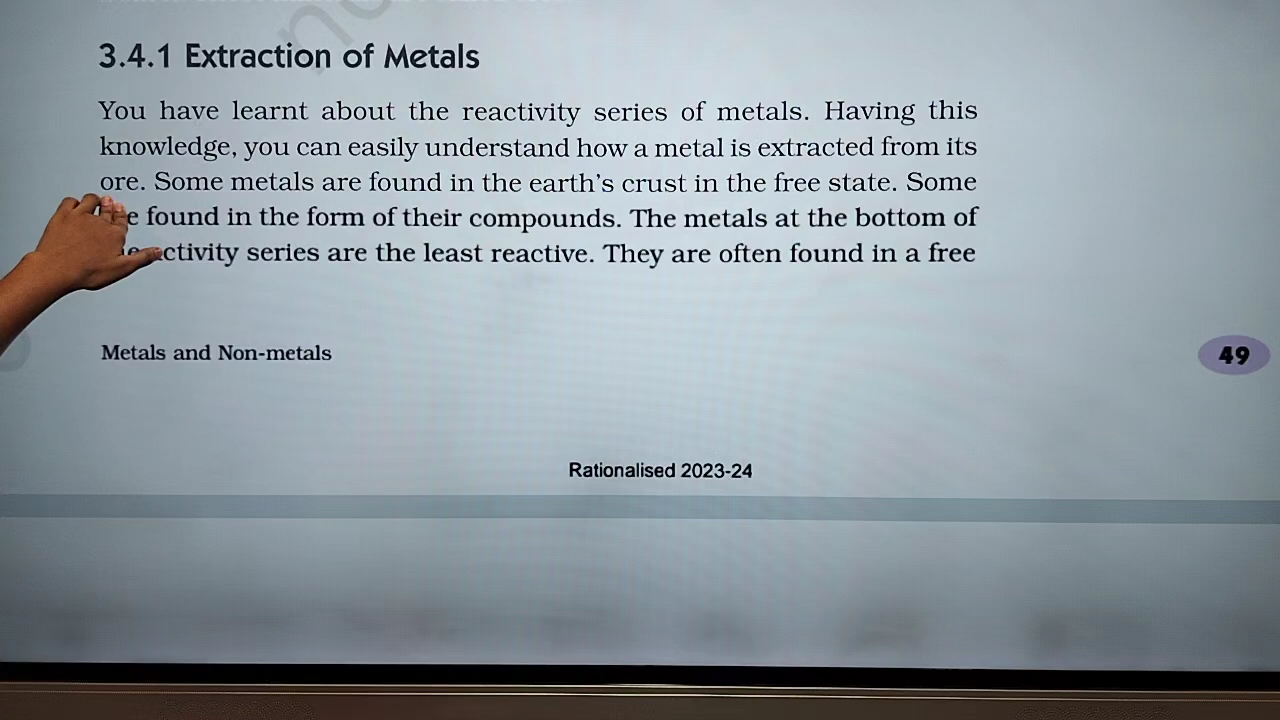 3.4.1 Extraction of Metals
You have learnt about the reactivity series of metals. Having this
knowledge, you can easily understand how a metal is extracted from its
ore. Some metals are found in the earth's crust in the free state. Some
found in the form of their compounds. The metals at the bottom of
series are the least reactive. They are often found in a free
Metals and Non-metals
49
Rationalised 2023-24